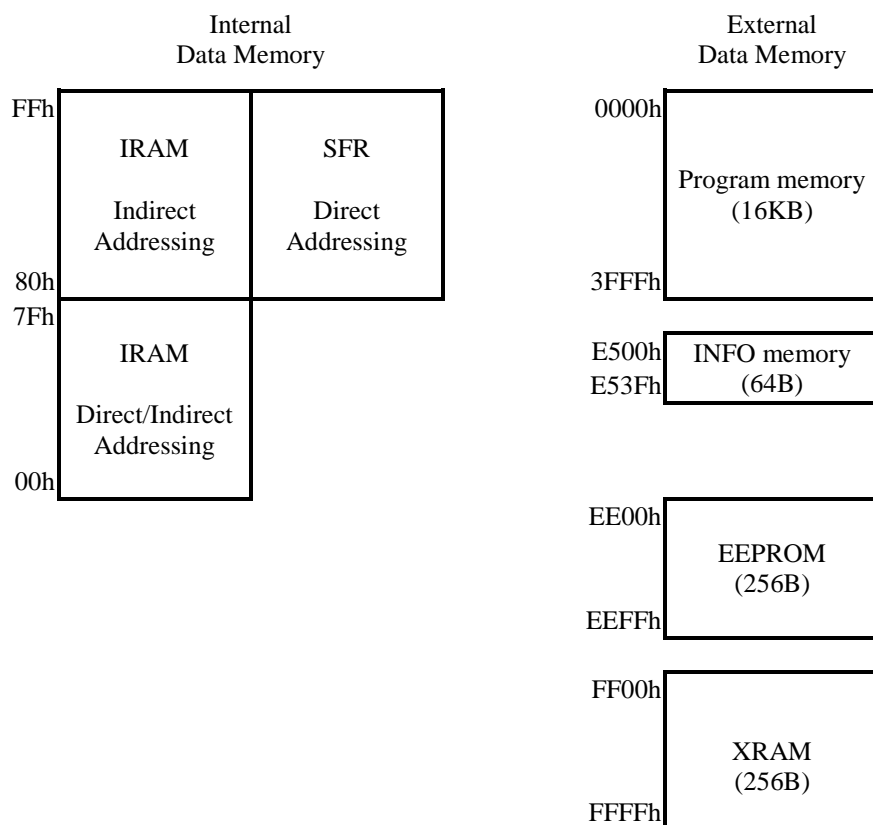 Internal
Data Memory
FFh
IRAM
Indirect
Addressing
80h
SFR
Direct
Addressing
7Fh
IRAM
Direct/Indirect
Addressing
00h
External
Data Memory
0000h
Program memory
(16KB)
3FFFh
E500h
INFO memory
(64B)
E53Fh
EE00h
EEPROM
(256B)
EEFFh
FF00h
XRAM
(256B)
FFFFh